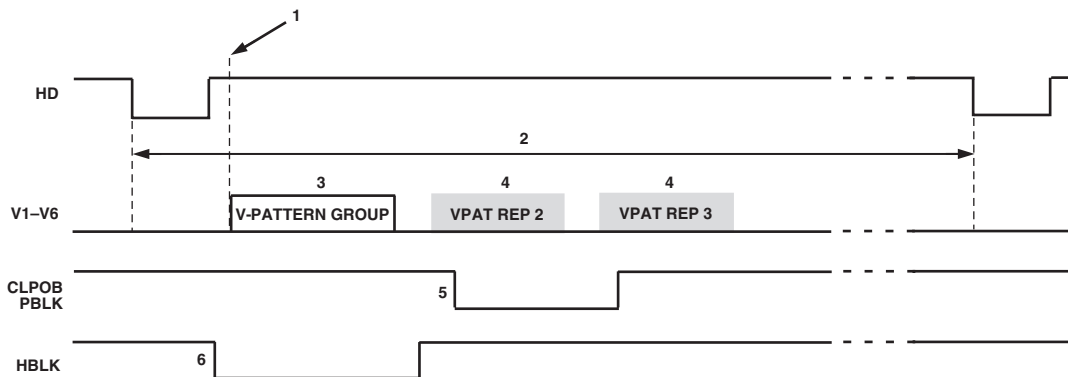 1
HD
2
3
4
4
V1–V6
V-PATTERN GROUP
VPAT REP 2
VPAT REP 3
CLPOB
PBLK
5
HBLK
6